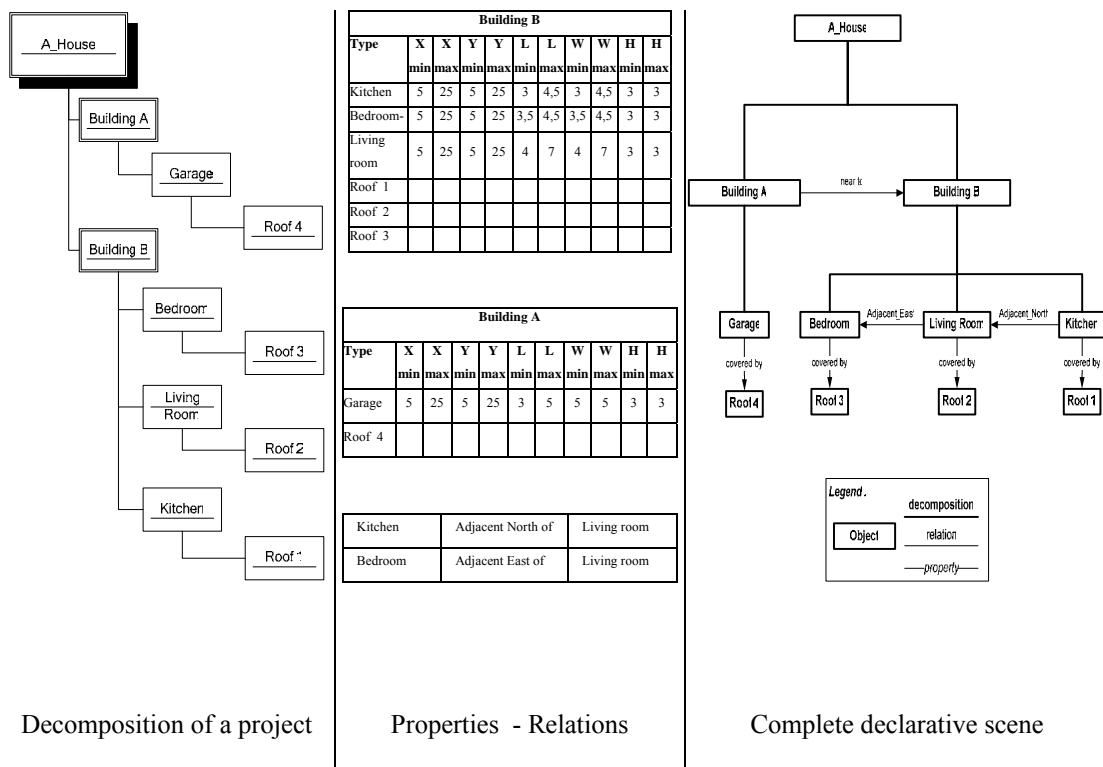 A_House
Building A
Garage
Roof 4
Building B
Bedroom
Roof 3
Living
Room
Roof 2
Kitchen
Roof 1
Decomposition of a project
Building B
Type X X Y Y L L W W H H
min max min max min max min max min max
Kitchen 5 25 5 25 3 4,5 3 4,5 3 3
Bedroom- 5 25 5 25 3,5 4,5 3,5 4,5 3 3
Living
room 5 25 5 25 4 7 4 7 3 3
Roof 1
Roof 2
Roof 3
Building A
Type X X Y Y L L W W H H
min max min max min max min max min max
Garage 5 25 5 25 3 5 5 5 3 3
Roof 4
Kitchen Adjacent North of Living room
Bedroom Adjacent East of Living room
Properties - Relations
A_House
Building A near to Building B
Garage Bedroom Adjacent_East Living Room Adjacent_North Kitchen
covered by covered by covered by covered by
Roof 4 Roof 3 Roof 2 Roof 1
Legend.
decomposition
Object
relation
property
Complete declarative scene